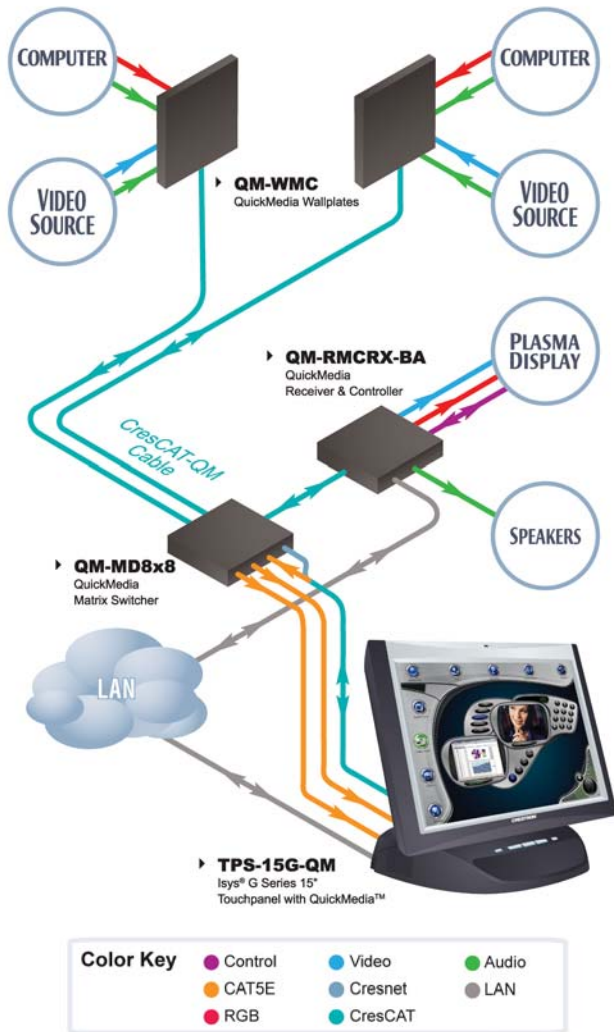 COMPUTER
COMPUTER
VIDEO
SOURCE
QM-WMC
QuickMedia Wallplates
VIDEO
SOURCE
QM-RMCRX-BA
QuickMedia
Receiver & Controller
PLASMA
DISPLAY
CresCAT-QM
Cable
SPEAKERS
QM-MD8x8
QuickMedia
Matrix Switcher
LAN
CRESTRON
TPS-15G-QM
Isys® G Series 15"
Touchpanel with QuickMedia™
Color Key
Control
Video
Audio
CAT5E
Cresnet
LAN
RGB
CresCAT